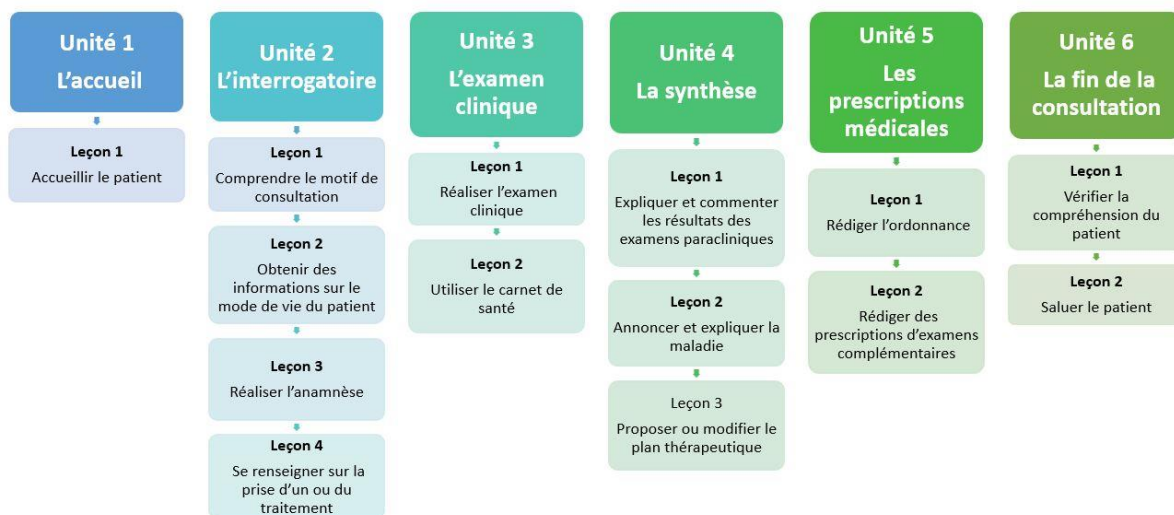 Unité 1
L'accueil
Leçon 1
Accueillir le patient
Unité 2
L'interrogatoire
Leçon 1
Comprendre le motif de
consultation
Leçon 2
Obtenir des
informations sur le
mode de vie du patient
Leçon 3
Réaliser l'anamnèse
Leçon 4
Se renseigner sur la
prise d'un ou du
traitement
Unité 3
L'examen
clinique
Leçon 1
Réaliser l'examen
clinique
Leçon 2
Utiliser le carnet de
santé
Unité 4
La synthèse
Leçon 1
Expliquer et commenter
les résultats des
examens paracliniques
Leçon 2
Annoncer et expliquer la
maladie
Leçon 3
Proposer ou modifier le
plan thérapeutique
Unité 5
Les
prescriptions
médicales
Leçon 1
Rédiger l'ordonnance
Leçon 2
Rédiger des
prescriptions d'examens
complémentaires
Unité 6
La fin de la
consultation
Leçon 1
Vérifier la
compréhension du
patient
Leçon 2
Saluer le patient